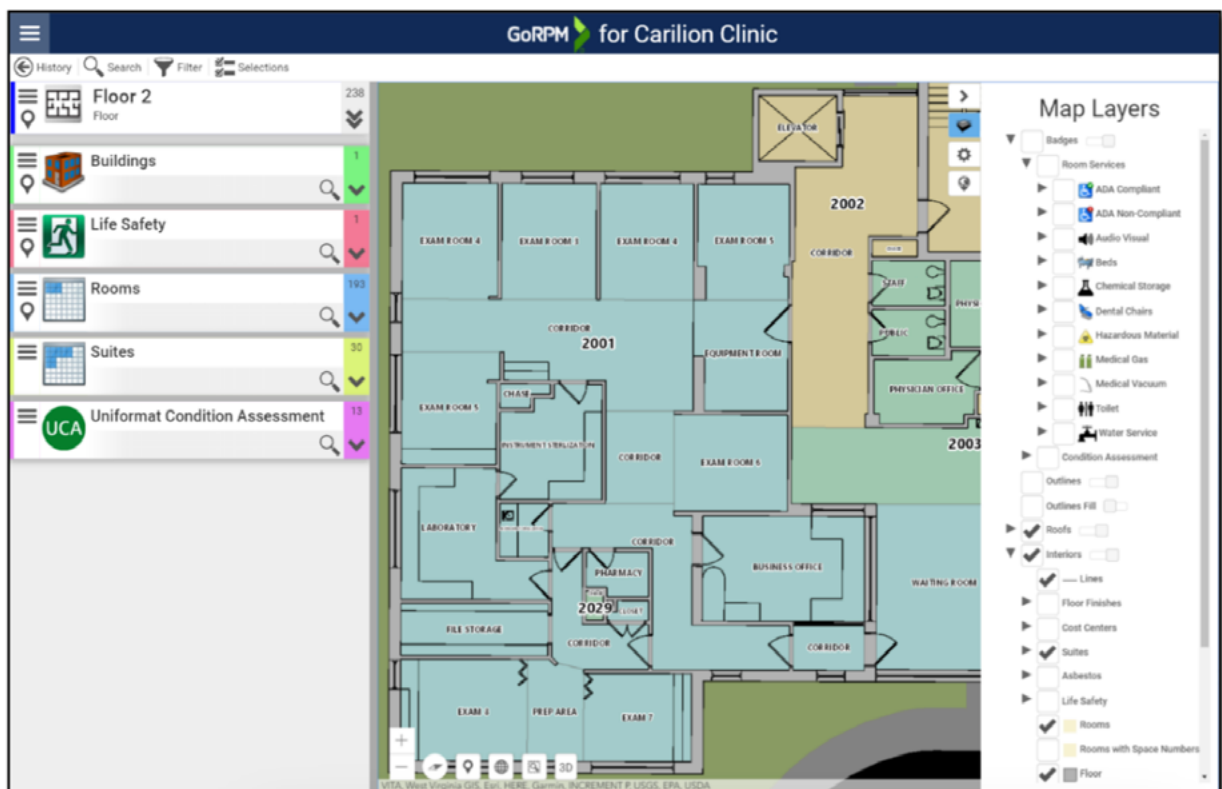 GoRPM for Carilion Clinic
History Search Filter Selections
Floor 2
Floor
238
Buildings
1
Life Safety
1
Rooms
193
Suites
30
UCA
Uniformat Condition Assessment
13
ELEVATOR
2002
CORRIDOR
EXAM ROOM 4
EXAM ROOM 3
EXAM ROOM 4
EXAM ROOM 5
STAFF
PUBLIC
PHYSI
CORRIDOR
2001
EQUIPMENT ROOM
PHYSICIAN OFFICE
CHASE
EXAM ROOM 5
INSTRUMENT STERILIZATION
CORRIDOR
EXAM ROOM 6
2003
LABORATORY
CORRIDOR
PHARMACY
BUSINESS OFFICE
WAITING ROOM
2029
CLOSET
FILE STORAGE
CORRIDOR
CORRIDOR
EXAM 4
PREP AREA
EXAM 7
3D
VITA, West Virginia GIS, Esri, HERE, Garmin, INCREMENT P, USGS, EPA, USDA
Map Layers
Badges
Room Services
ADA Compliant
ADA Non-Compliant
Audio Visual
Beds
Chemical Storage
Dental Chairs
Hazardous Material
Medical Gas
Medical Vacuum
Toilet
Water Service
Condition Assessment
Outlines
Outlines Fill
Roofs
Interiors
Lines
Floor Finishes
Cost Centers
Suites
Asbestos
Life Safety
Rooms
Rooms with Space Numbers
Floor